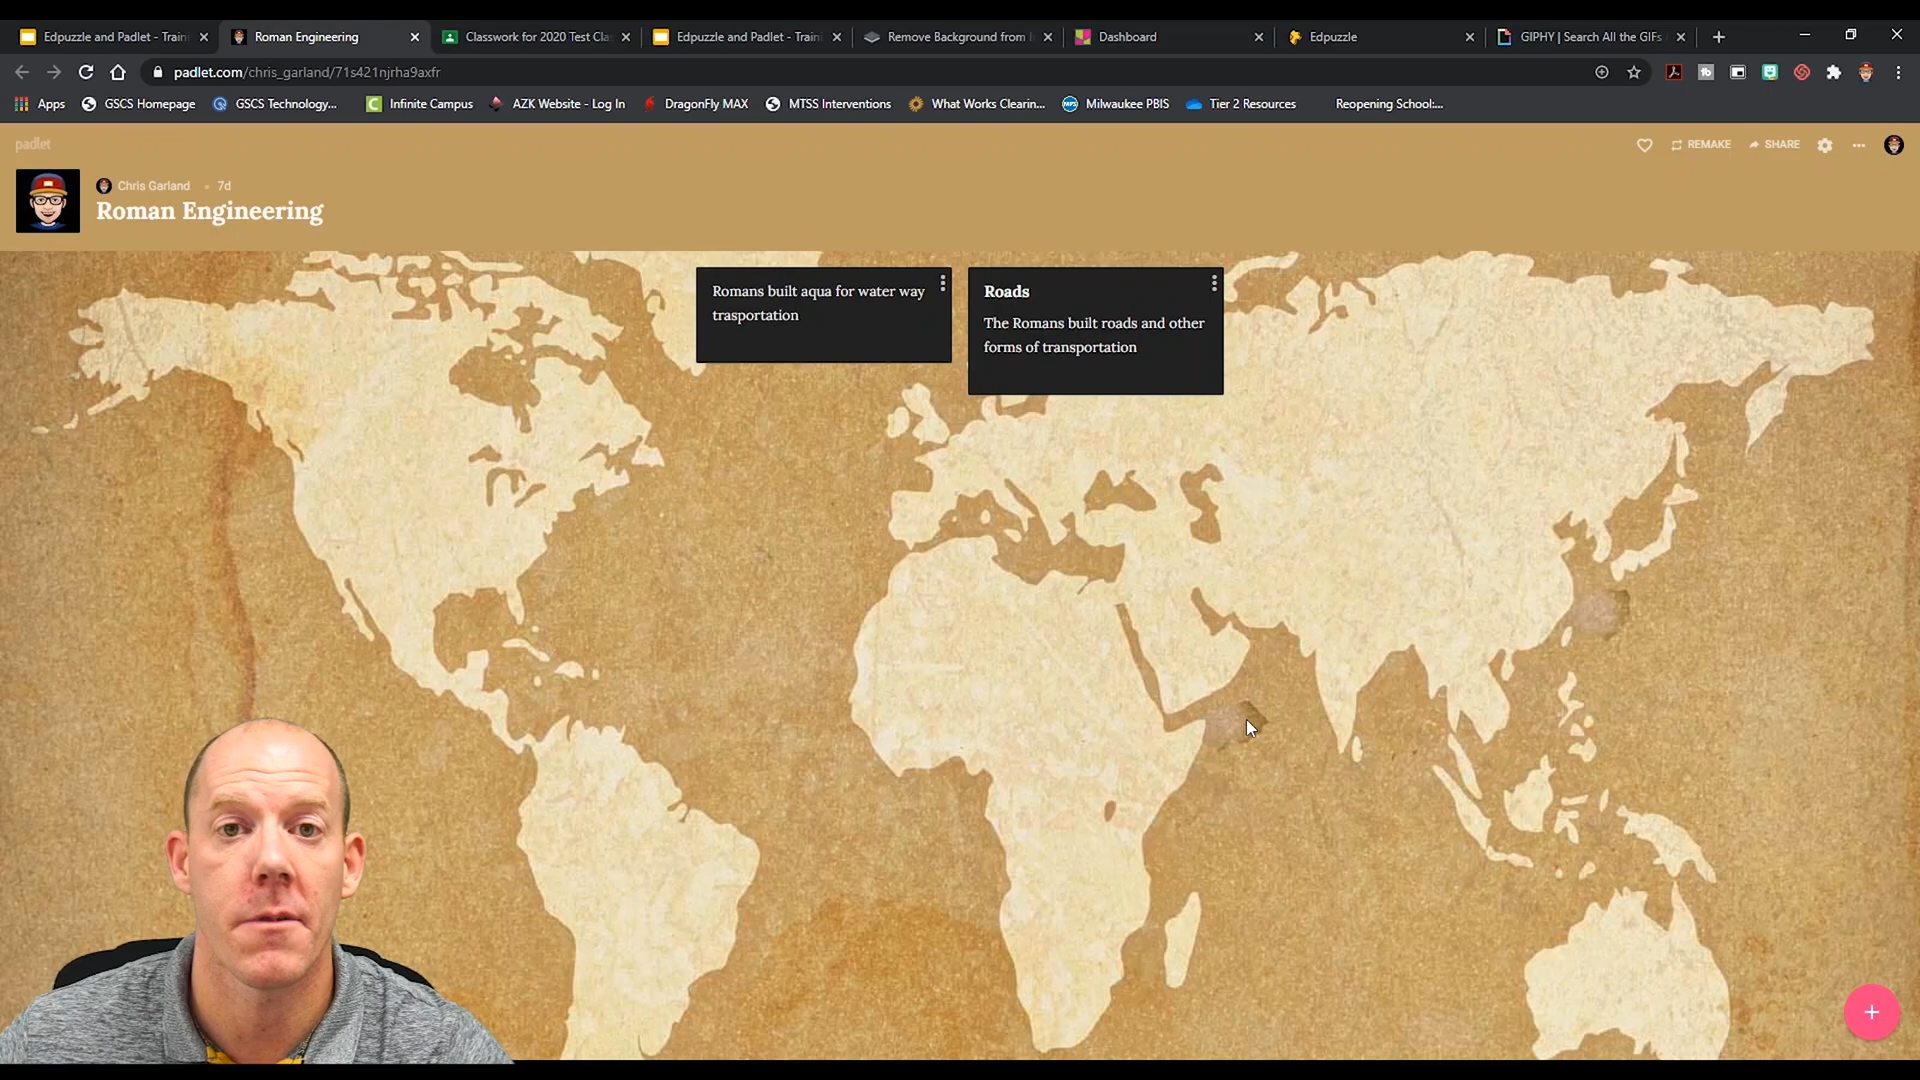 Edpuzzle and Padlet - Traini
Roman Engineering
Classwork for 2020 Test Cla
Edpuzzle and Padlet - Traini
Remove Background from I
Dashboard
Edpuzzle
GIPHY | Search All the GIFs
padlet.com/chris_garland/71s421njrha9axfr
Apps
GSCS Homepage
GSCS Technology...
Infinite Campus
AZK Website - Log In
DragonFly MAX
MTSS Interventions
What Works Clearin...
Milwaukee PBIS
Tier 2 Resources
Reopening School:...
padlet
REMAKE
SHARE
Chris Garland • 7d
Roman Engineering
Romans built aqua for water way
trasportation
Roads
The Romans built roads and other
forms of transportation